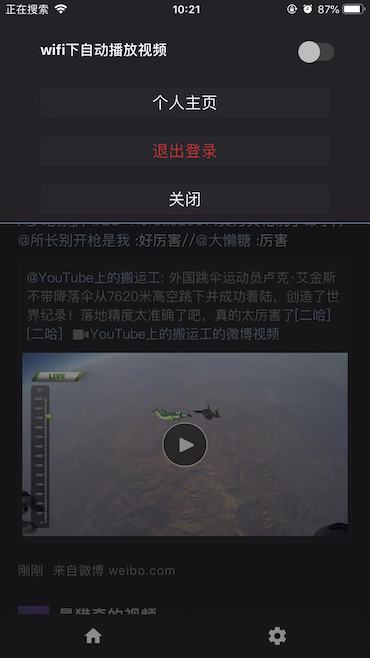 正在搜索 10:21 87%
wifi下自动播放视频
个人主页
退出登录
关闭
@所长别开枪是我 :好厉害//@大懒糖 :厉害
@YouTube上的搬运工: 外国跳伞运动员卢克·艾金斯
不带降落伞从7620米高空跳下并成功着陆，创造了世
界纪录！落地精度太准确了吧，真的太厉害了[二哈]
[二哈] YouTube上的搬运工的微博视频
LIVE
刚刚 来自微博 weibo.com